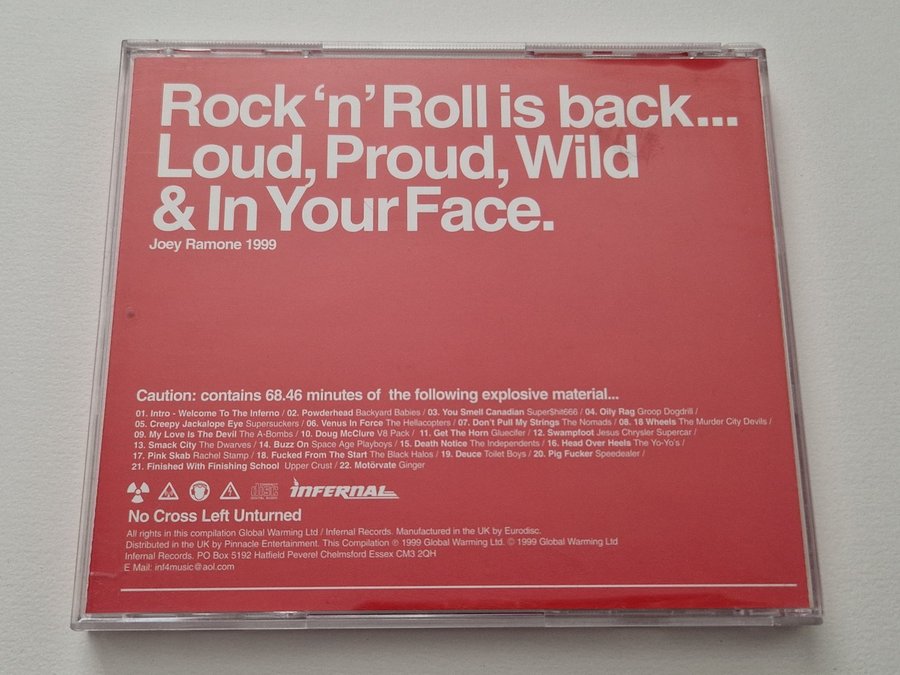 Rock ‘n’ Roll is back...
Loud, Proud, Wild
& In Your Face.
Joey Ramone 1999
Caution: contains 68.46 minutes of the following explosive material...
01. Intro - Welcome To The Inferno / 02. Powderhead Backyard Babies / 03. You Smell Canadian Super$hit666 / 04. Oily Rag Groop Dogdrill /
05. Creepy Jackalope Eye Supersuckers / 06. Venus In Force The Hellacopters / 07. Don't Pull My Strings The Nomads / 08. 18 Wheels The Murder City Devils /
09. My Love Is The Devil The A-Bombs / 10. Doug McClure V8 Pack / 11. Get The Horn Gluecifer / 12. Swampfoot Jesus Chrysler Supercar /
13. Smack City The Dwarves / 14. Buzz On Space Age Playboys / 15. Death Notice The Independents / 16. Head Over Heels The Yo-Yo's /
17. Pink Skab Rachel Stamp / 18. Fucked From The Start The Black Halos / 19. Deuce Toilet Boys / 20. Pig Fucker Speedealer /
21. Finished With Finishing School Upper Crust / 22. Motörvate Ginger
disc INFERNAL
No Cross Left Unturned
All rights in this compilation Global Warming Ltd / Infernal Records. Manufactured in the UK by Eurodisc.
Distributed in the UK by Pinnacle Entertainment. This Compilation ℗ 1999 Global Warming Ltd. © 1999 Global Warming Ltd
Infernal Records. PO Box 5192 Hatfield Peverel Chelmsford Essex CM3 2QH
E Mail: inf4music@aol.com